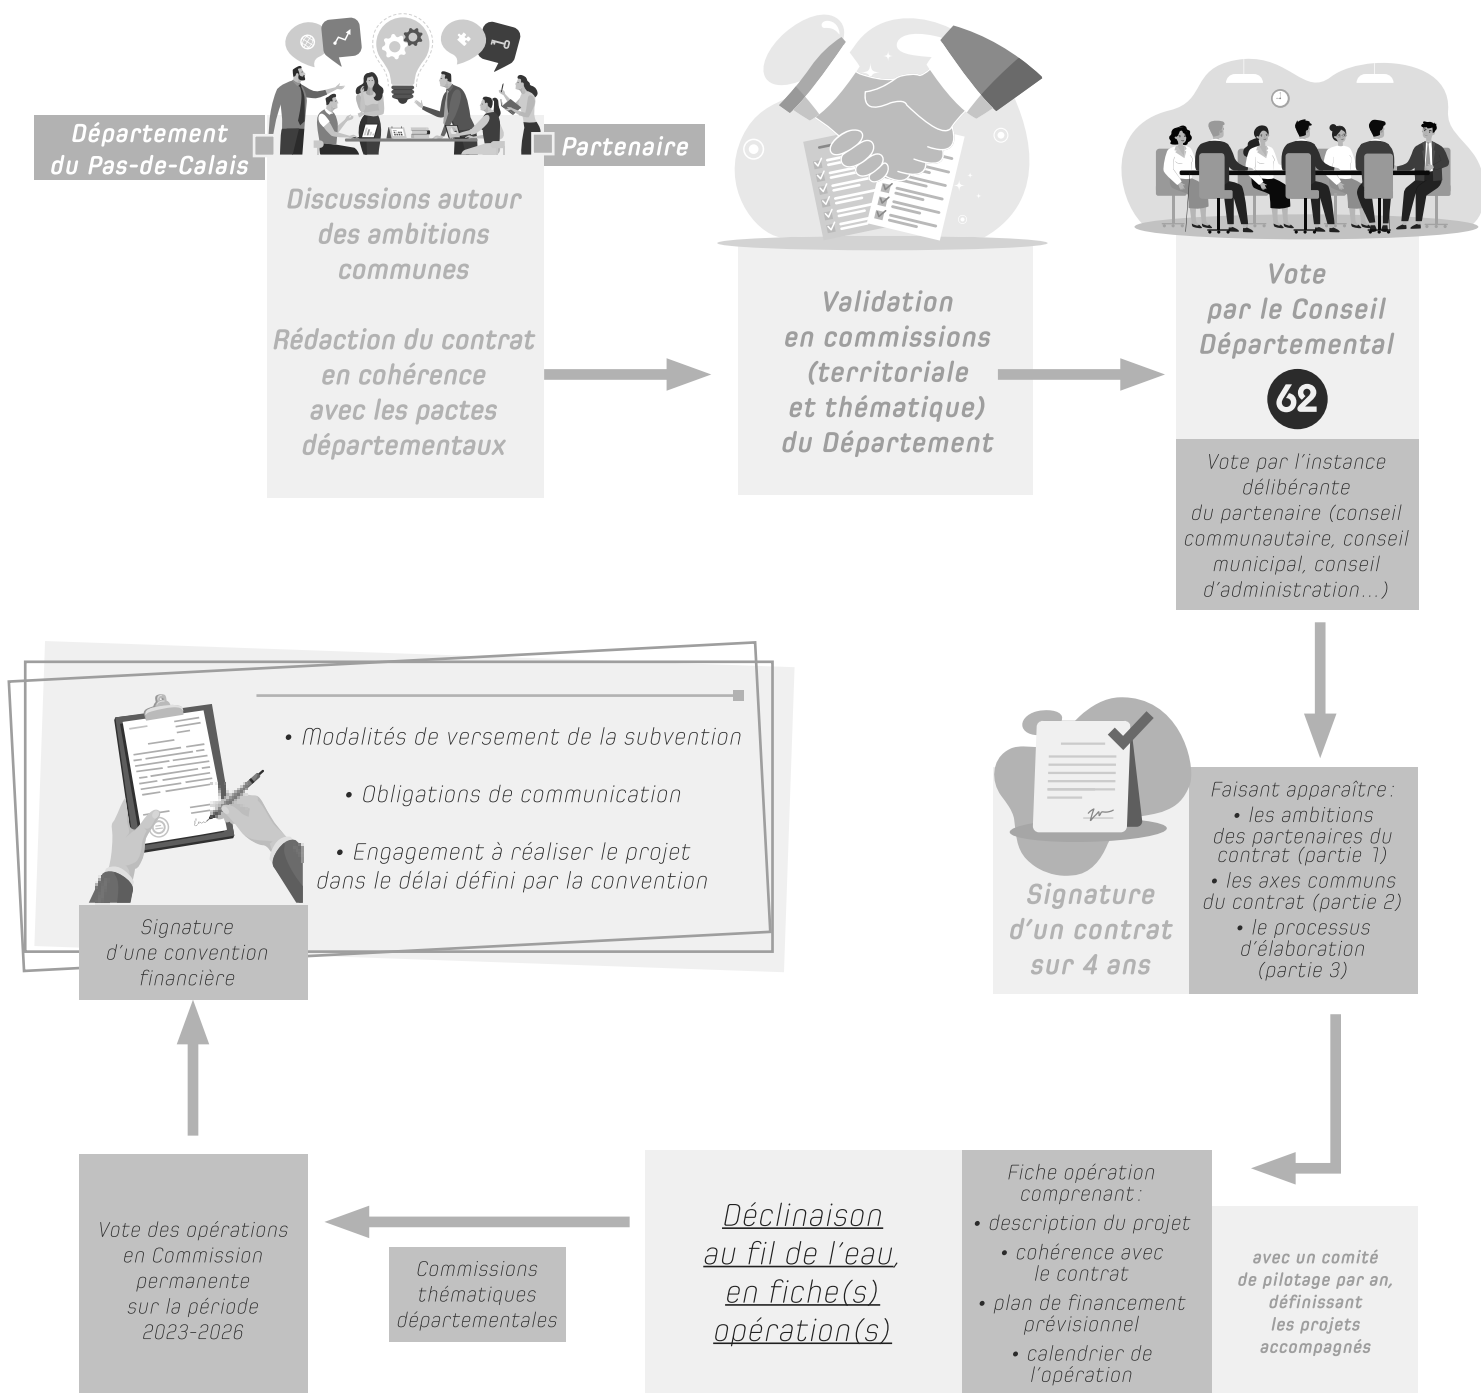 Département
du Pas-de-Calais
Partenaire
Discussions autour
des ambitions
communes
Rédaction du contrat
en cohérence
avec les pactes
départementaux
Validation
en commissions
(territoriale
et thématique)
du Département
Vote
par le Conseil
Départemental
62
Vote par l'instance
délibérante
du partenaire (conseil
communautaire, conseil
municipal, conseil
d'administration...)
Signature
d'un contrat
sur 4 ans
Faisant apparaître :
• les ambitions
des partenaires du
contrat (partie 1)
• les axes communs
du contrat (partie 2)
• le processus
d'élaboration
(partie 3)
Déclinaison
au fil de l'eau,
en fiche(s)
opération(s)
Fiche opération
comprenant :
• description du projet
• cohérence avec
le contrat
• plan de financement
prévisionnel
• calendrier de
l'opération
avec un comité
de pilotage par an,
définissant
les projets
accompagnés
Commissions
thématiques
départementales
Vote des opérations
en Commission
permanente
sur la période
2023-2026
Signature
d'une convention
financière
• Modalités de versement de la subvention
• Obligations de communication
• Engagement à réaliser le projet
dans le délai défini par la convention